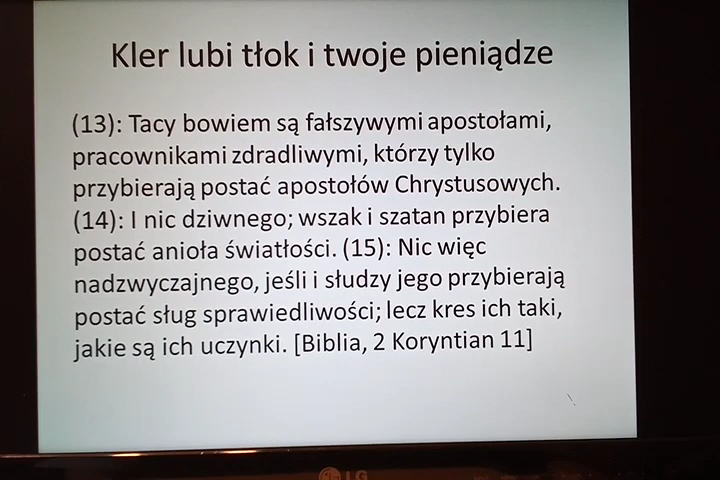 Kler lubi tłok i twoje pieniądze
(13): Tacy bowiem są fałszywymi apostołami,
pracownikami zdradliwymi, którzy tylko
przybierają postać apostołów Chrystusowych.
(14): I nic dziwnego; wszak i szatan przybiera
postać anioła światłości. (15): Nic więc
nadzwyczajnego, jeśli i słudzy jego przybierają
postać sług sprawiedliwości; lecz kres ich taki,
jakie są ich uczynki. [Biblia, 2 Koryntian 11]
LG